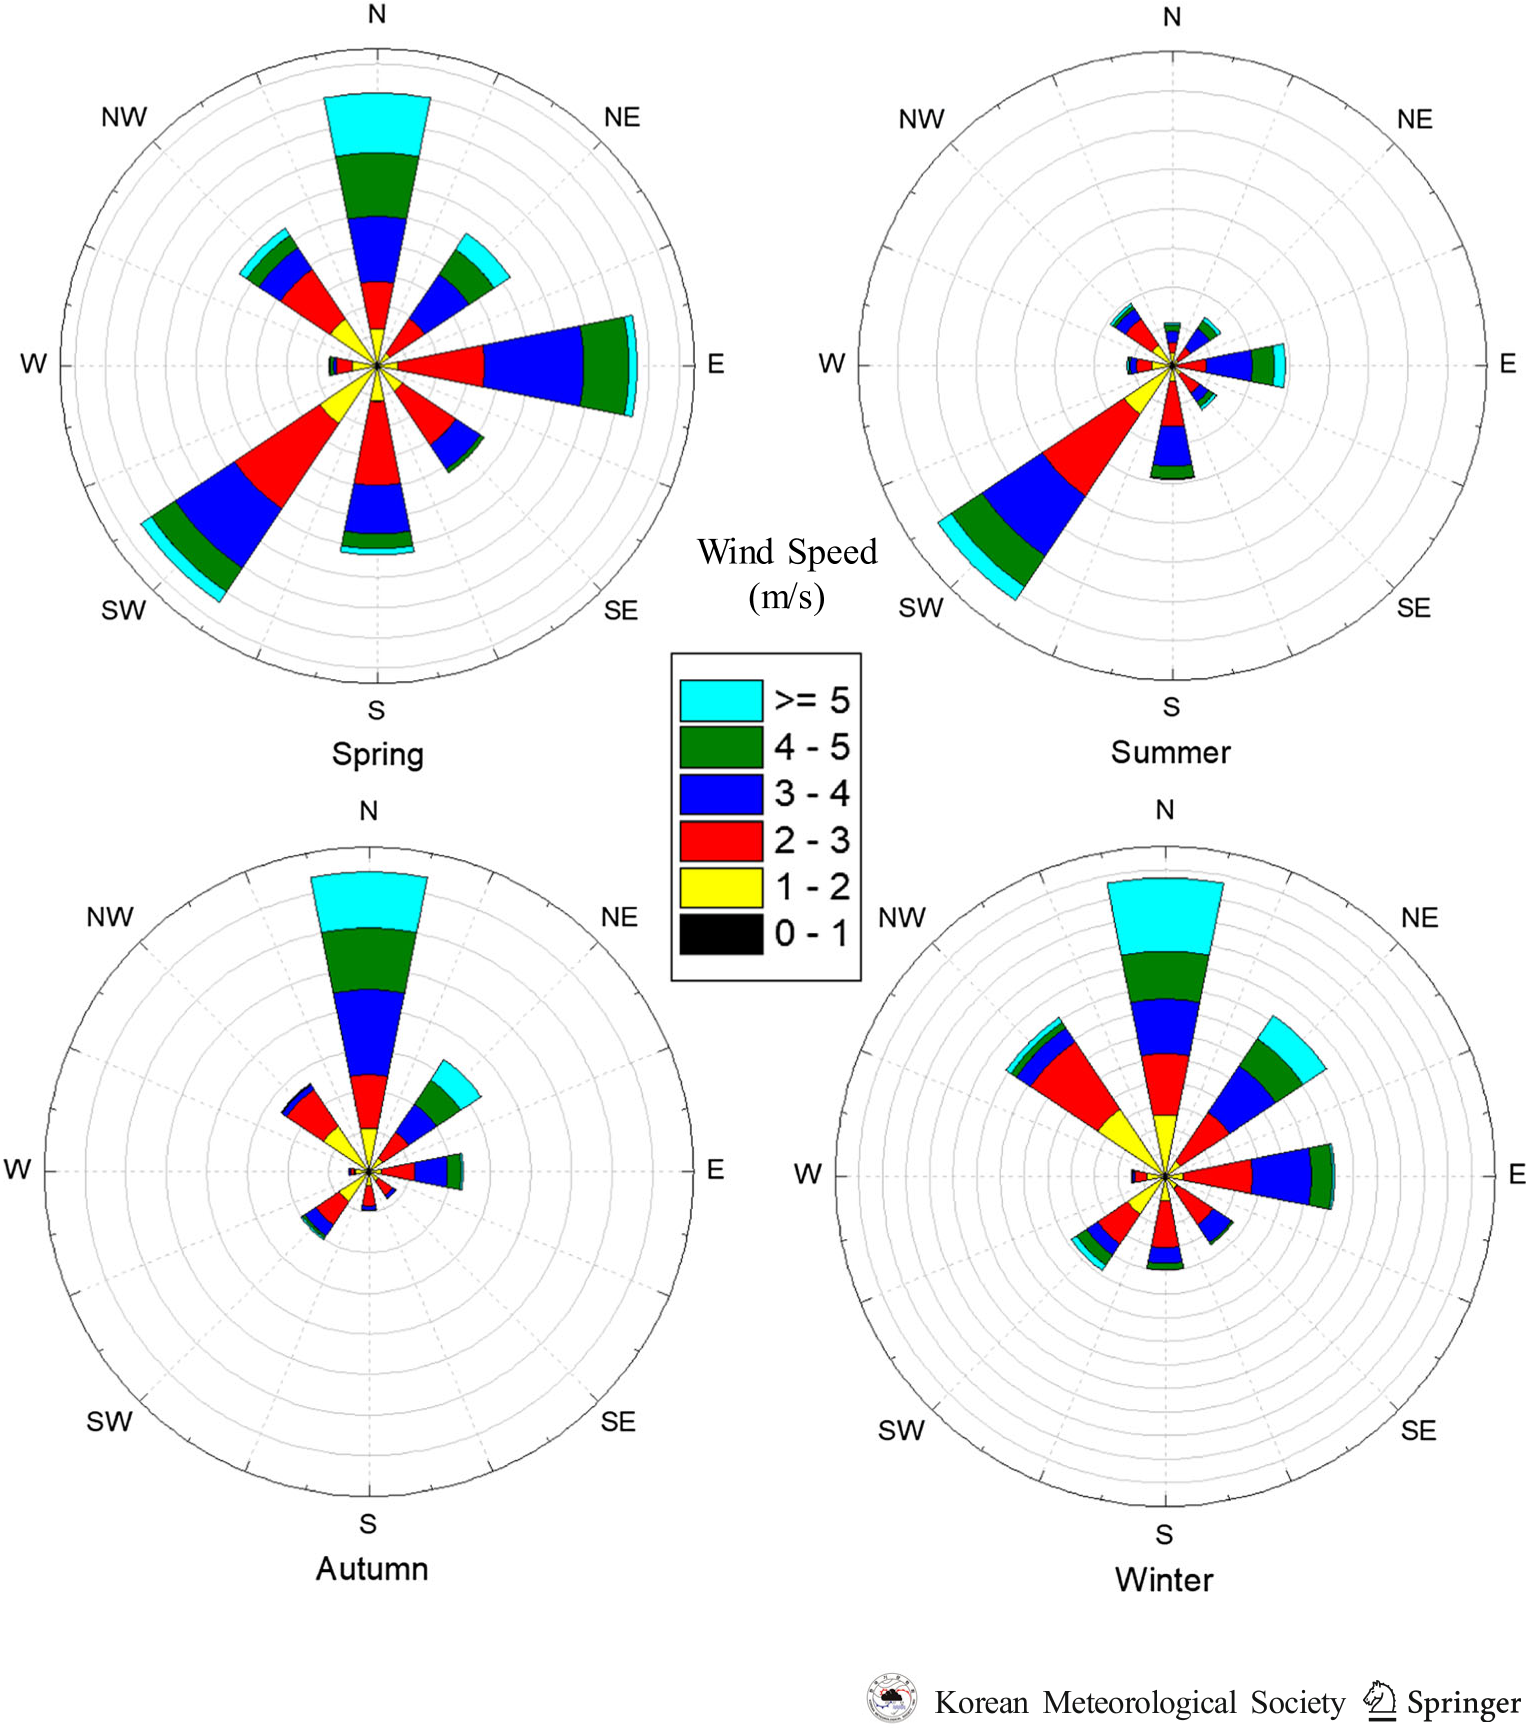 N
NW
NE
W
E
SW
SE
S
Spring
N
NW
NE
W
E
SW
SE
S
Summer
Wind Speed
(m/s)
>= 5
4 - 5
3 - 4
2 - 3
1 - 2
0 - 1
N
NW
NE
W
E
SW
SE
S
Autumn
N
NW
NE
W
E
SW
SE
S
Winter
Korean Meteorological Society
Springer